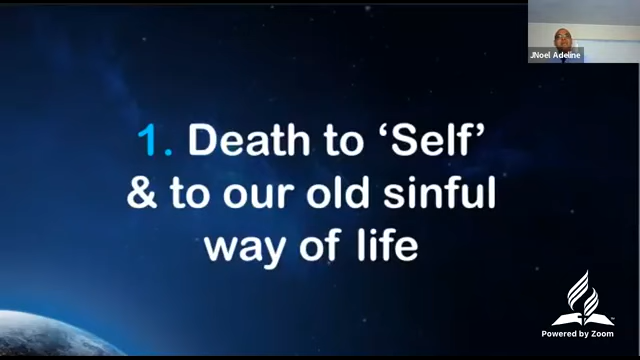 JNoel Adeline
1. Death to ‘Self’
& to our old sinful
way of life
Powered by Zoom